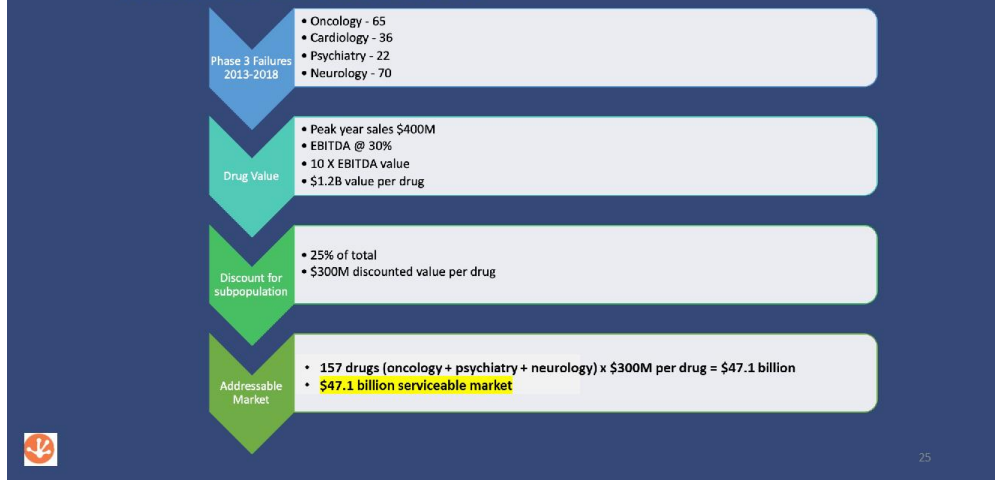 Phase 3 Failures
2013-2018
• Oncology - 65
• Cardiology - 36
• Psychiatry - 22
• Neurology - 70
Drug Value
• Peak year sales $400M
• EBITDA @ 30%
• 10 X EBITDA value
• $1.2B value per drug
Discount for
subpopulation
• 25% of total
• $300M discounted value per drug
Addressable
Market
• 157 drugs (oncology + psychiatry + neurology) x $300M per drug = $47.1 billion
• $47.1 billion serviceable market
25